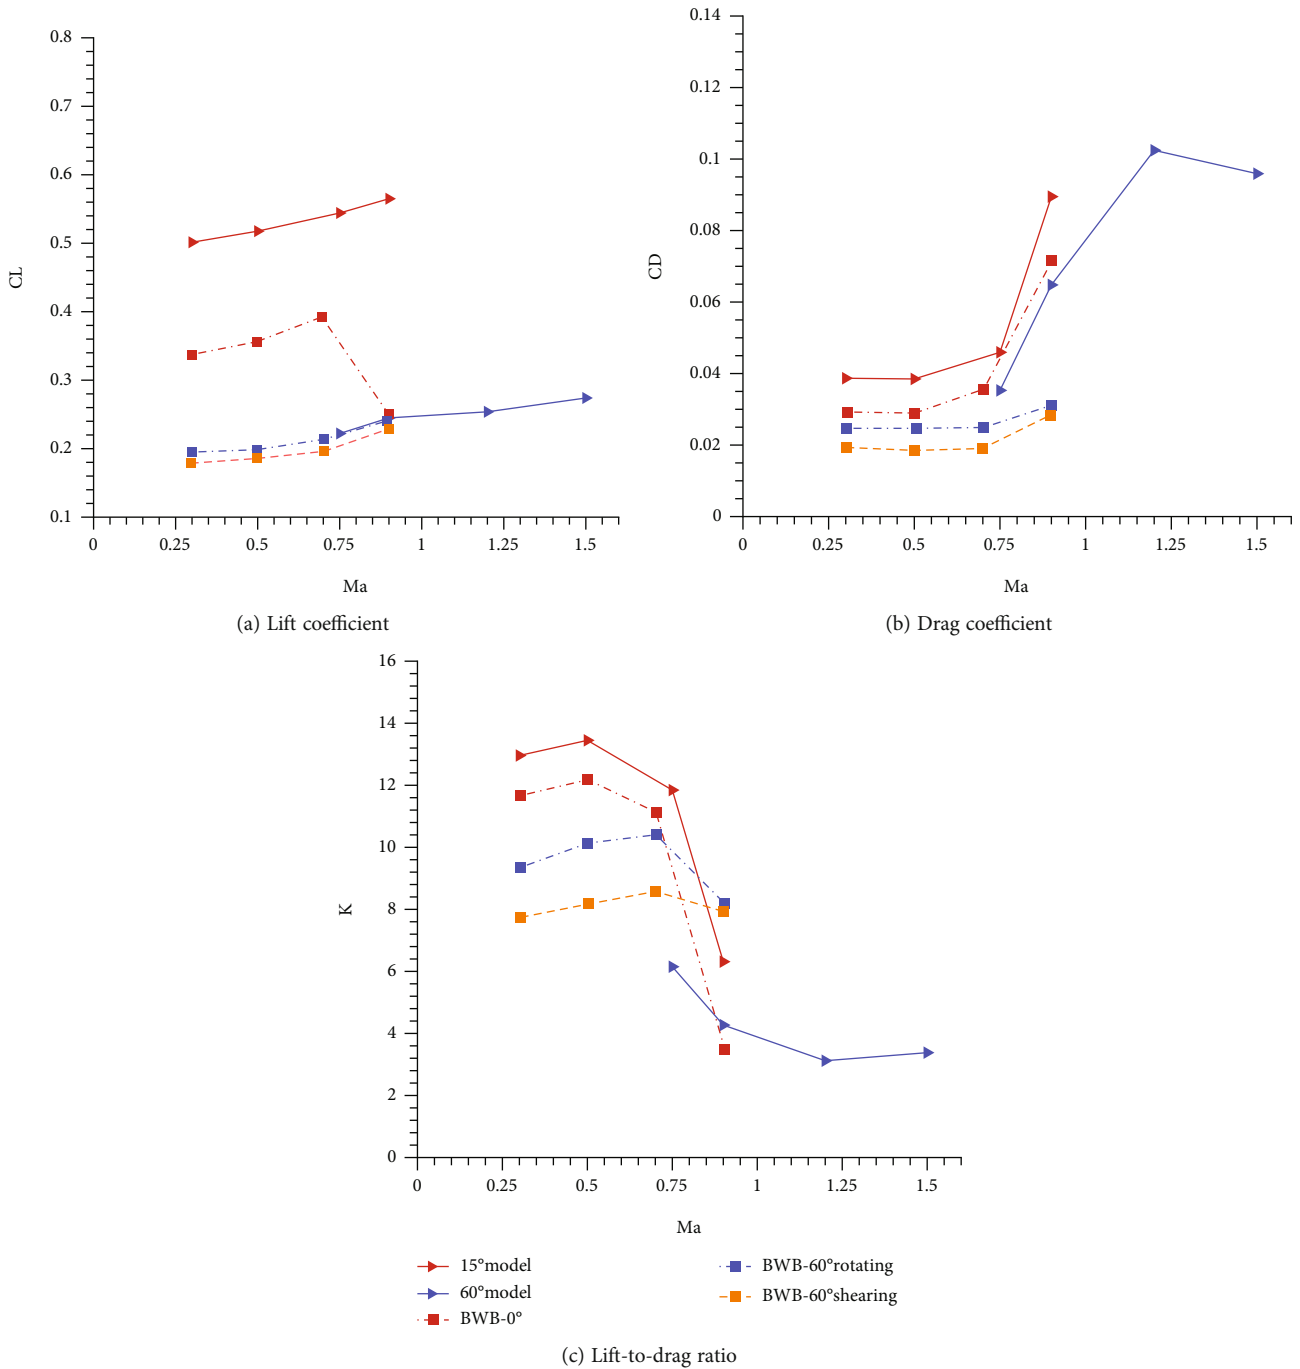 0.8
0.7
0.6
0.5
0.4
0.3
0.2
0.1
CL
0 0.25 0.5 0.75 1 1.25 1.5
Ma
(a) Lift coefficient
0.14
0.12
0.1
0.08
0.06
0.04
0.02
0
CD
0 0.25 0.5 0.75 1 1.25 1.5
Ma
(b) Drag coefficient
16
14
12
10
8
6
4
2
0
K
0 0.25 0.5 0.75 1 1.25 1.5
Ma
15°model
60°model
BWB-0°
BWB-60°rotating
BWB-60°shearing
(c) Lift-to-drag ratio